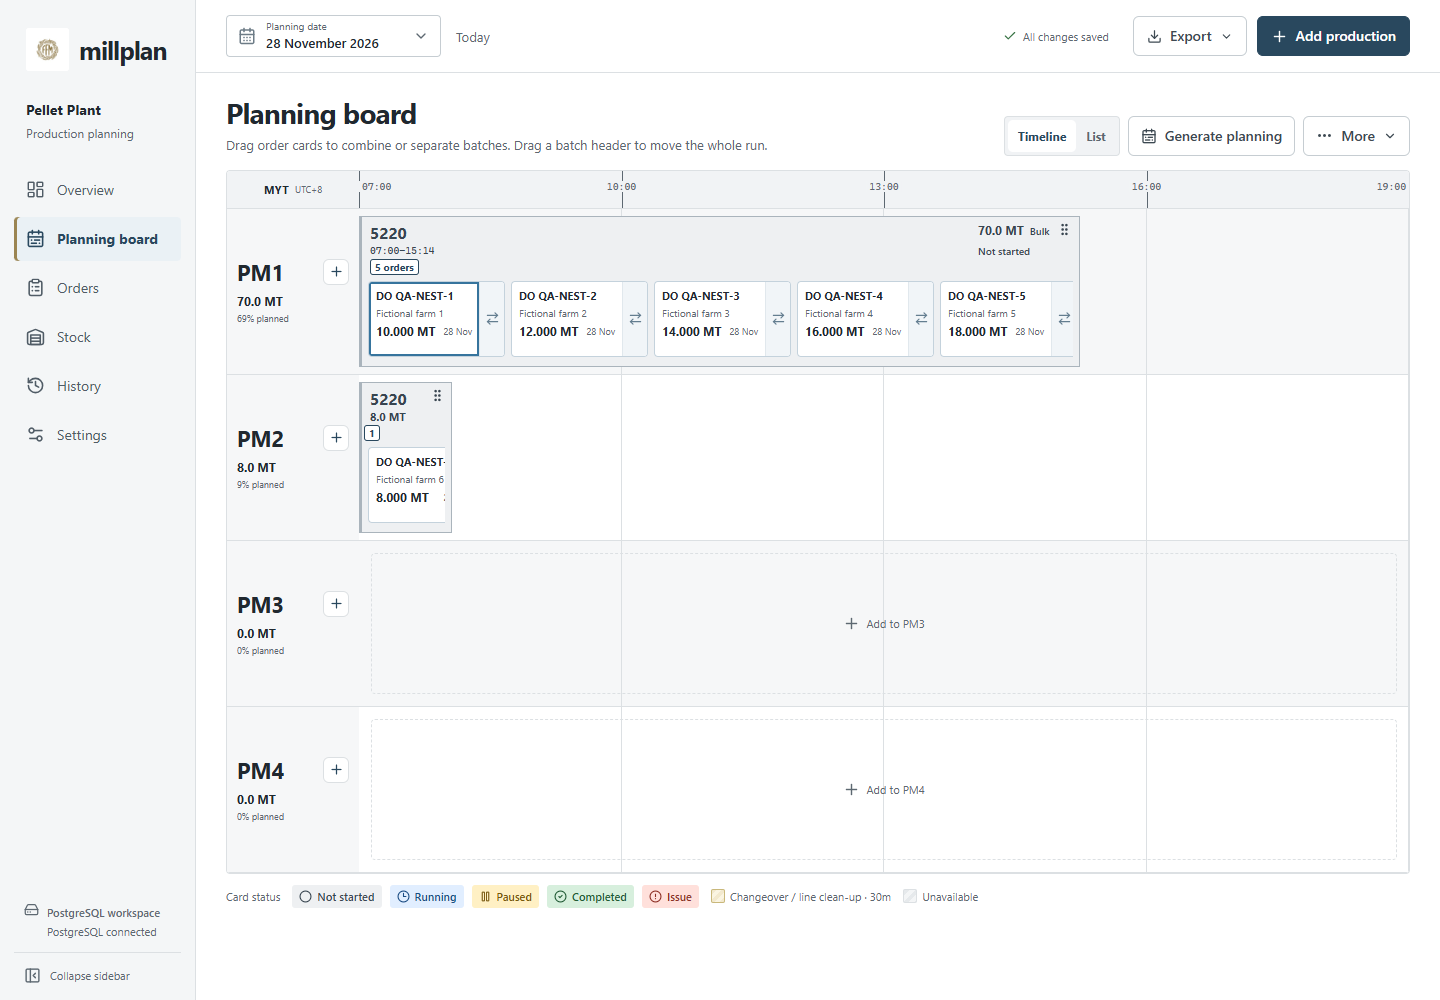 millplan
Pellet Plant
Production planning
Overview
Planning board
Orders
Stock
History
Settings
PostgreSQL workspace
PostgreSQL connected
Collapse sidebar
Planning date
28 November 2026
Today
All changes saved
Export
Add production
Planning board
Drag order cards to combine or separate batches. Drag a batch header to move the whole run.
Timeline
List
Generate planning
More
MYT UTC+8
07:00
10:00
13:00
16:00
19:00
PM1
70.0 MT
69% planned
5220
07:00–15:14
5 orders
70.0 MT Bulk
Not started
DO QA-NEST-1
Fictional farm 1
10.000 MT 28 Nov
DO QA-NEST-2
Fictional farm 2
12.000 MT 28 Nov
DO QA-NEST-3
Fictional farm 3
14.000 MT 28 Nov
DO QA-NEST-4
Fictional farm 4
16.000 MT 28 Nov
DO QA-NEST-5
Fictional farm 5
18.000 MT 28 Nov
PM2
8.0 MT
9% planned
5220
8.0 MT
1
DO QA-NEST-
Fictional farm 6
8.000 MT
PM3
0.0 MT
0% planned
Add to PM3
PM4
0.0 MT
0% planned
Add to PM4
Card status
Not started
Running
Paused
Completed
Issue
Changeover / line clean-up · 30m
Unavailable